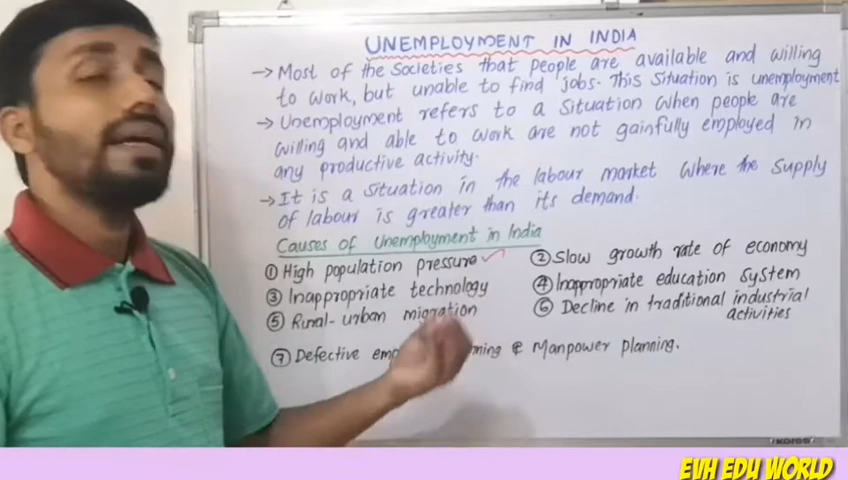 UNEMPLOYMENT IN INDIA
→ Most of the Societies that people are available and willing
to work, but unable to find jobs. This Situation is unemployment
→ Unemployment refers to a Situation when people are
willing and able to work are not gainfully employed in
any productive activity.
→ It is a Situation in the labour market where the supply
of labour is greater than its demand.
Causes of Unemployment in India
① High population pressure ✓ ② Slow growth rate of economy
③ Inappropriate technology ④ Inappropriate education system
⑤ Rural-urban migration ⑥ Decline in traditional industrial
activities
⑦ Defective & Manpower planning.
KOROS
EVH EDU WORLD